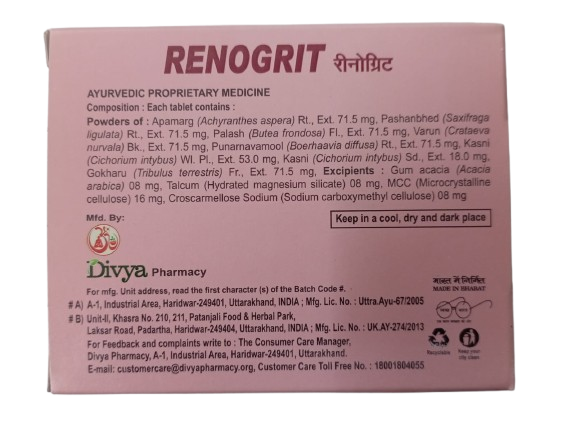 RENOGRIT रीनोग्रिट
AYURVEDIC PROPRIETARY MEDICINE
Composition : Each tablet contains :
Powders of : Apamarg (Achyranthes aspera) Rt., Ext. 71.5 mg, Pashanbhed (Saxifraga
ligulata) Rt., Ext. 71.5 mg, Palash (Butea frondosa) Fl., Ext. 71.5 mg, Varun (Crataeva
nurvala) Bk., Ext. 71.5 mg, Punarnavamool (Boerhaavia diffusa) Rt., Ext. 71.5 mg, Kasni
(Cichorium intybus) Wl. Pl., Ext. 53.0 mg, Kasni (Cichorium intybus) Sd., Ext. 18.0 mg,
Gokharu (Tribulus terrestris) Fr., Ext. 71.5 mg, Excipients : Gum acacia (Acacia
arabica) 08 mg, Talcum (Hydrated magnesium silicate) 08 mg, MCC (Microcrystalline
cellulose) 16 mg, Croscarmellose Sodium (Sodium carboxymethyl cellulose) 08 mg
Mfd. By:
Keep in a cool, dry and dark place
Divya Pharmacy
For mfg. Unit address, read the first character (s) of the Batch Code #.
भारत में निर्मित
MADE IN BHARAT
# A) A-1, Industrial Area, Haridwar-249401, Uttarakhand, INDIA ; Mfg. Lic. No. : Uttra.Ayu-67/2005
# B) Unit-II, Khasra No. 210, 211, Patanjali Food & Herbal Park,
Laksar Road, Padartha, Haridwar-249404, Uttarakhand, INDIA ; Mfg. Lic. No. : UK.AY-274/2013
For Feedback and complaints write to : The Consumer Care Manager,
Divya Pharmacy, A-1, Industrial Area, Haridwar-249401, Uttarakhand.
E-mail: customercare@divyapharmacy.org, Customer Care Toll Free No. : 18001804055
Recyclable
Keep your
city clean